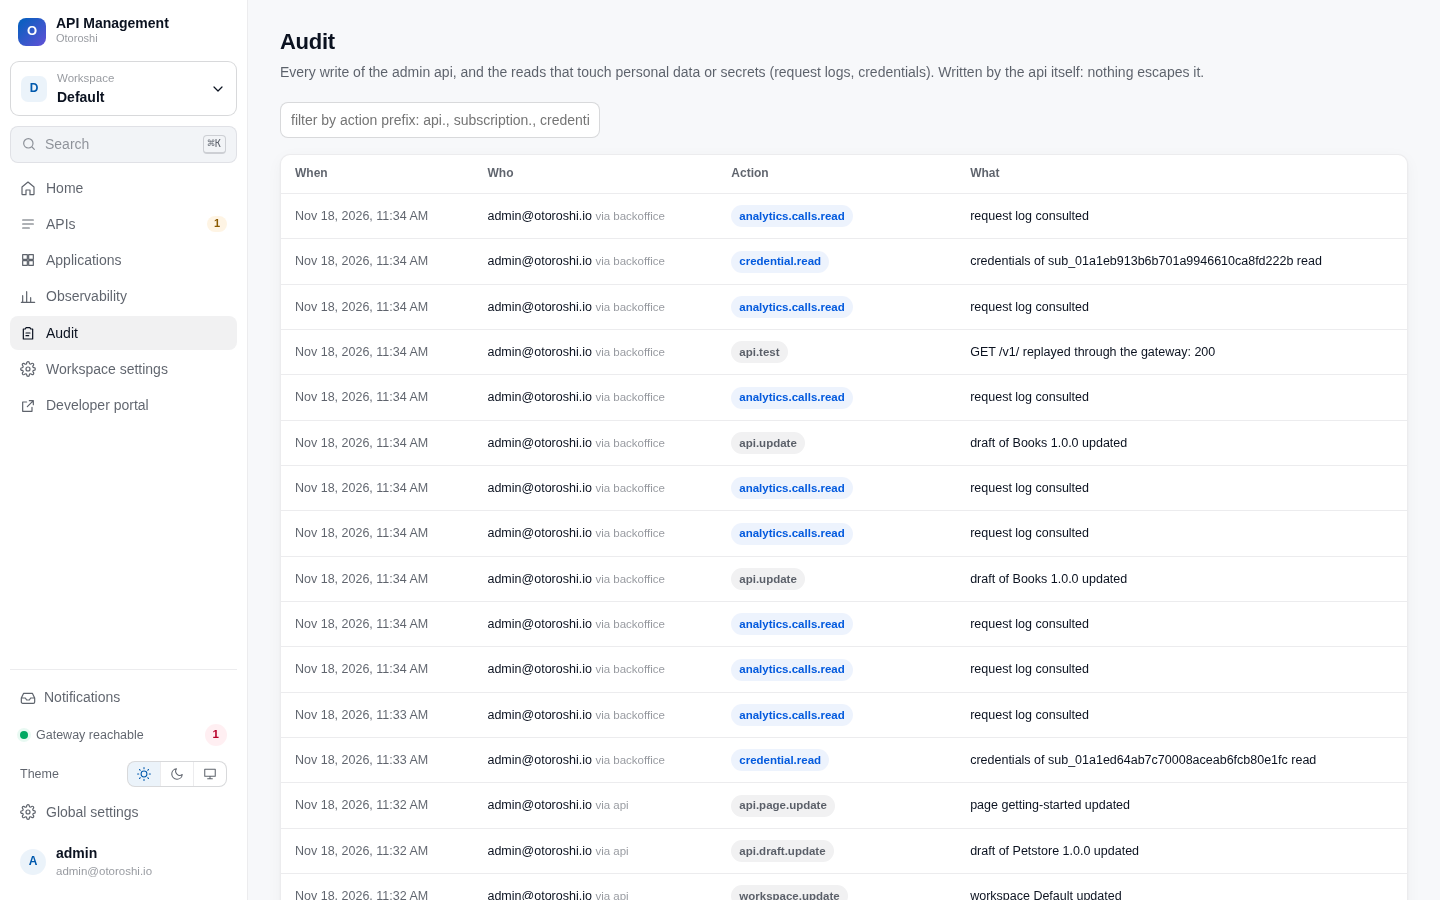 O
API Management
Otoroshi
D
Workspace
Default
Search
⌘K
Home
APIs
1
Applications
Observability
Audit
Workspace settings
Developer portal
Notifications
Gateway reachable
1
Theme
Global settings
A
admin
admin@otoroshi.io
Audit
Every write of the admin api, and the reads that touch personal data or secrets (request logs, credentials). Written by the api itself: nothing escapes it.
filter by action prefix: api., subscription., credenti
When Who Action What
Nov 18, 2026, 11:34 AM admin@otoroshi.io via backoffice analytics.calls.read request log consulted
Nov 18, 2026, 11:34 AM admin@otoroshi.io via backoffice credential.read credentials of sub_01a1eb913b6b701a9946610ca8fd222b read
Nov 18, 2026, 11:34 AM admin@otoroshi.io via backoffice analytics.calls.read request log consulted
Nov 18, 2026, 11:34 AM admin@otoroshi.io via backoffice api.test GET /v1/ replayed through the gateway: 200
Nov 18, 2026, 11:34 AM admin@otoroshi.io via backoffice analytics.calls.read request log consulted
Nov 18, 2026, 11:34 AM admin@otoroshi.io via backoffice api.update draft of Books 1.0.0 updated
Nov 18, 2026, 11:34 AM admin@otoroshi.io via backoffice analytics.calls.read request log consulted
Nov 18, 2026, 11:34 AM admin@otoroshi.io via backoffice analytics.calls.read request log consulted
Nov 18, 2026, 11:34 AM admin@otoroshi.io via backoffice api.update draft of Books 1.0.0 updated
Nov 18, 2026, 11:34 AM admin@otoroshi.io via backoffice analytics.calls.read request log consulted
Nov 18, 2026, 11:34 AM admin@otoroshi.io via backoffice analytics.calls.read request log consulted
Nov 18, 2026, 11:33 AM admin@otoroshi.io via backoffice analytics.calls.read request log consulted
Nov 18, 2026, 11:33 AM admin@otoroshi.io via backoffice credential.read credentials of sub_01a1ed64ab7c70008aceab6fcb80e1fc read
Nov 18, 2026, 11:32 AM admin@otoroshi.io via api api.page.update page getting-started updated
Nov 18, 2026, 11:32 AM admin@otoroshi.io via api api.draft.update draft of Petstore 1.0.0 updated
Nov 18, 2026, 11:32 AM admin@otoroshi.io via api workspace.update workspace Default updated